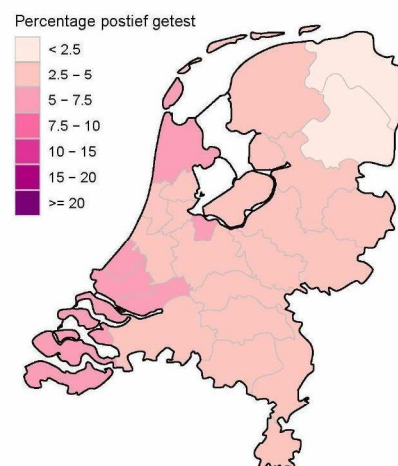 Percentage postief getest
< 2.5
2.5 – 5
5 – 7.5
7.5 – 10
10 – 15
15 – 20
>= 20